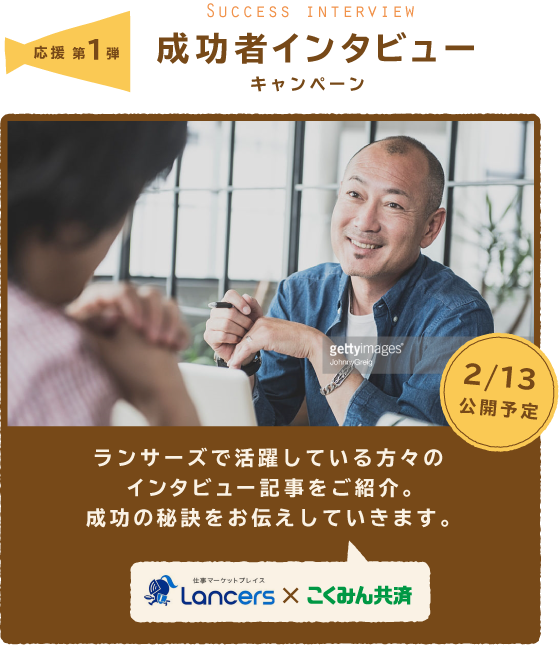 SUCCESS INTERVIEW
応援 第1弾
成功者インタビュー
キャンペーン
gettyimages®
JohnnyGreig
2/13
公開予定
ランサーズで活躍している方々の
インタビュー記事をご紹介。
成功の秘訣をお伝えしていきます。
仕事マーケットプレイス
Lancers × こくみん共済